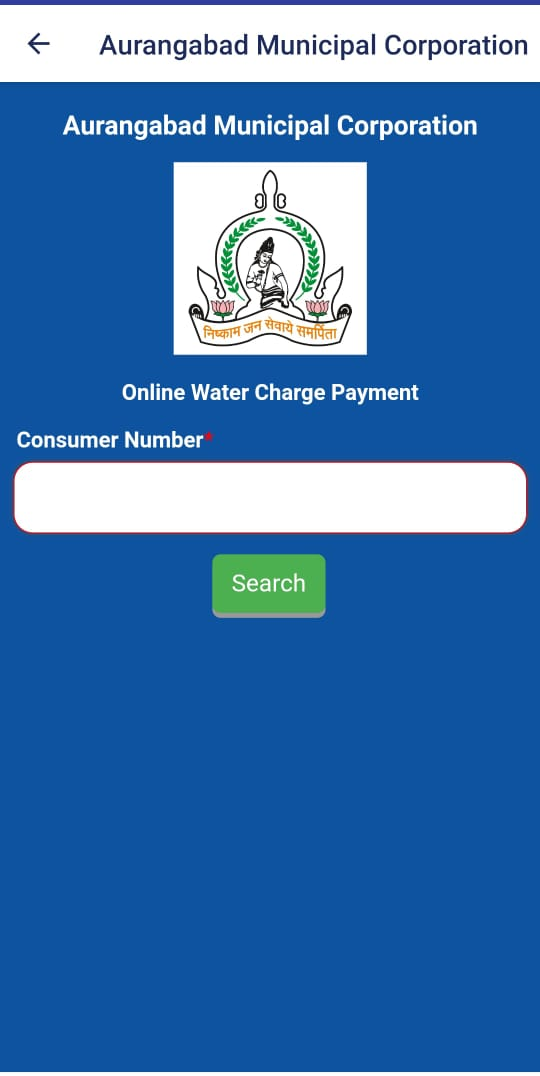 Aurangabad Municipal Corporation
Aurangabad Municipal Corporation
निष्काम जन सेवाये समर्पिता
Online Water Charge Payment
Consumer Number*
Search